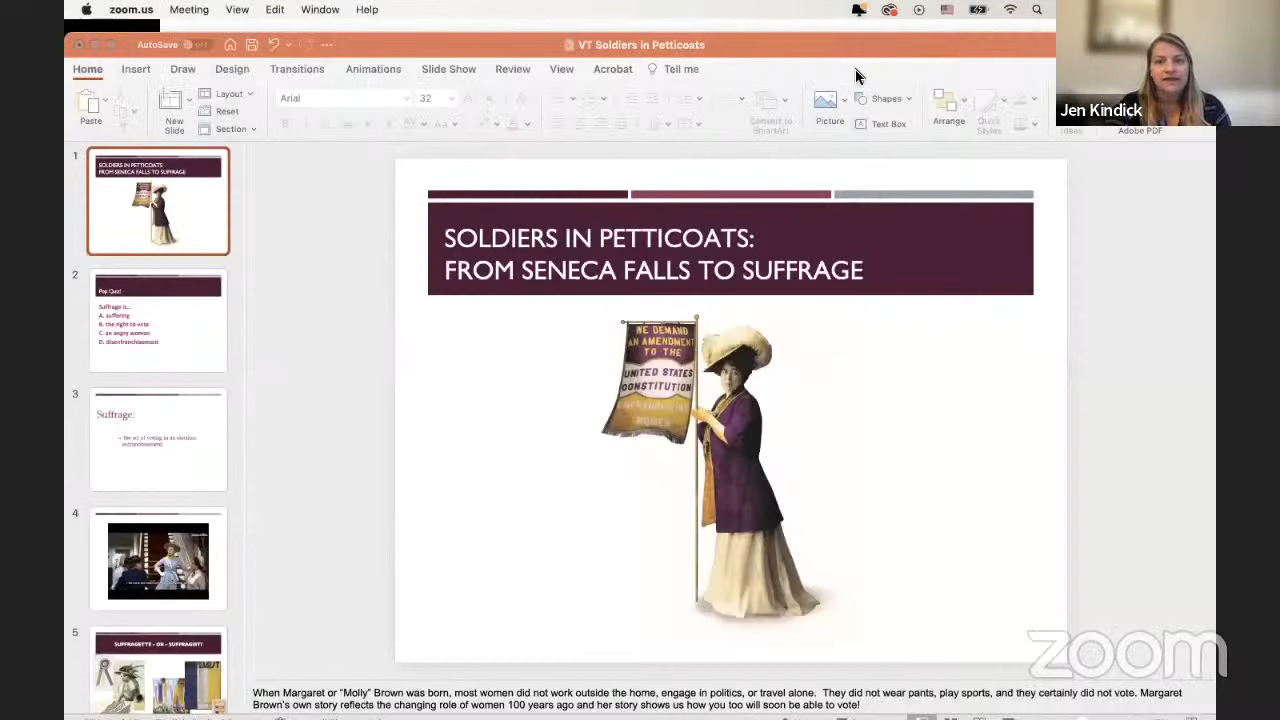 zoom.us Meeting View Edit Window Help
AutoSave OFF
VT Soldiers in Petticoats
Home Insert Draw Design Transitions Animations Slide Show Review View Acrobat Tell me
Paste
New
Slide
Layout
Reset
Section
Arial
32
Convert to
SmartArt
Picture
Shapes
Text Box
Arrange
Quick
Styles
Ideas
Adobe PDF
Jen Kindick
1
SOLDIERS IN PETTICOATS
FROM SENECA FALLS TO SUFFRAGE
2
Pop Quiz!
Suffrage is...
A. suffering
B. the right to vote
C. an angry women
D. disenfranchisement
3
Suffrage:
the act of voting in an election;
enfranchisement
4
5
SUFFRAGETTE - OR - SUFFRAGIST?
SOLDIERS IN PETTICOATS:
FROM SENECA FALLS TO SUFFRAGE
WE DEMAND
AN AMENDMENT
TO THE
UNITED STATES
CONSTITUTION
WOMEN
zoom
When Margaret or “Molly” Brown was born, most women did not work outside the home, engage in politics, or travel alone. They did not wear pants, play sports, and they certainly did not vote. Margaret
Brown’s own story reflects the changing role of women 100 years ago and her story shows us how you too will soon be able to vote!